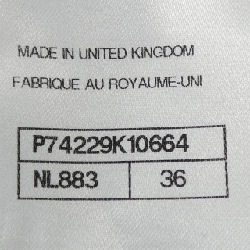 MADE IN UNITED KINGDOM
FABRIQUE AU ROYAUME-UNI
P74229K10664
NL883 36